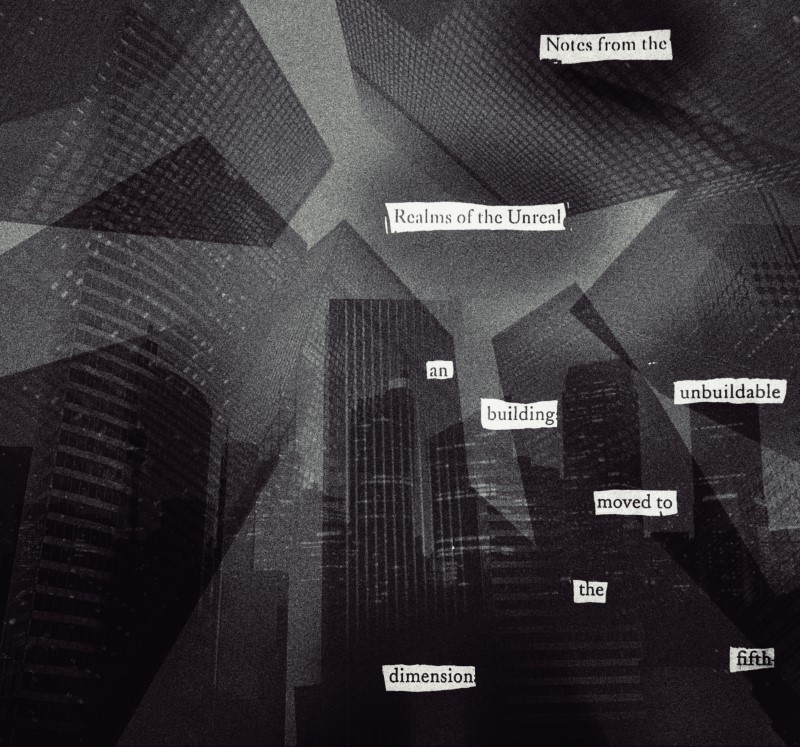 Notes from the
Realms of the Unreal
an
unbuildable
building
moved to
the
fifth
dimension